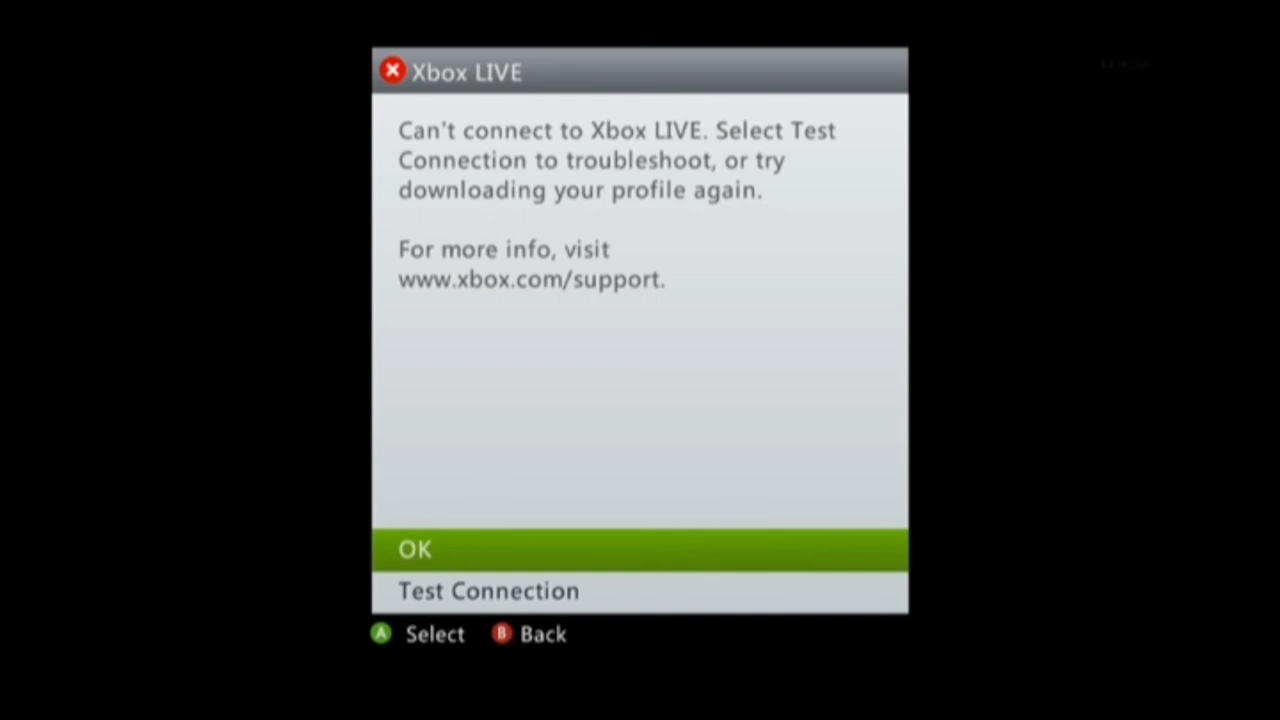 Xbox LIVE
Can't connect to Xbox LIVE. Select Test
Connection to troubleshoot, or try
downloading your profile again.
For more info, visit
www.xbox.com/support.
OK
Test Connection
A Select B Back